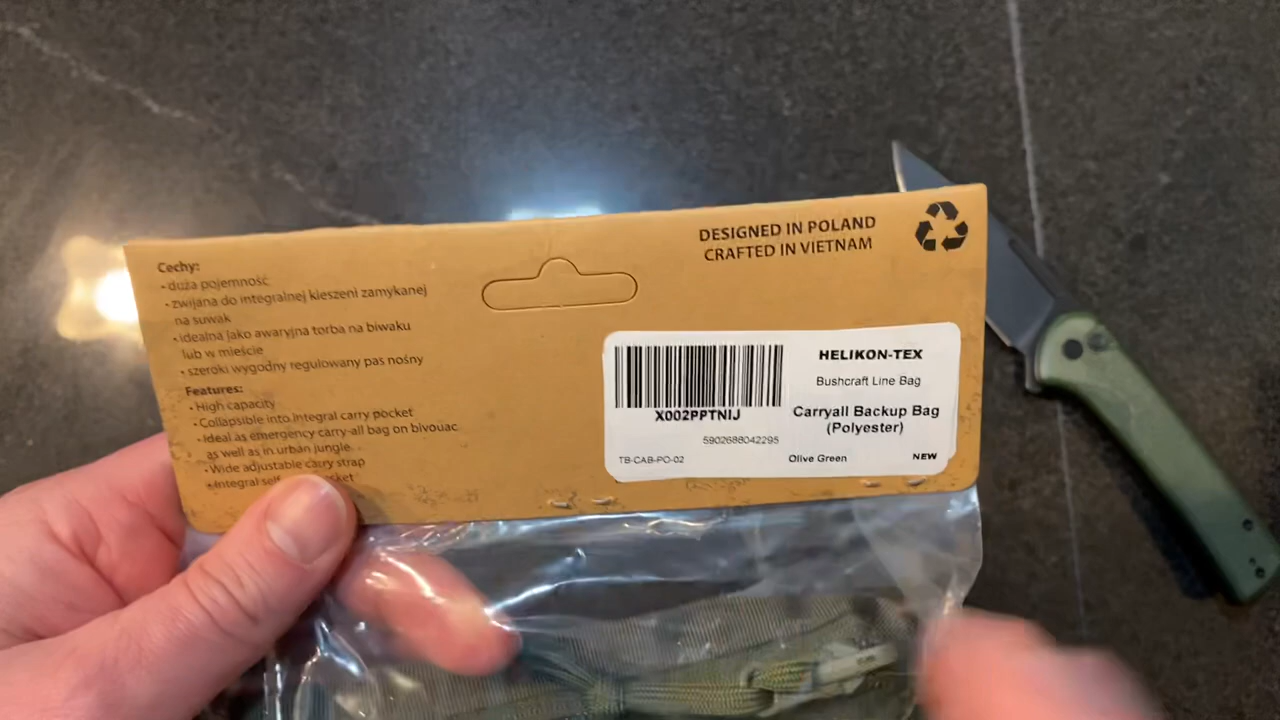 Cechy:
• duża pojemność
• zwijana do integralnej kieszeni zamykanej
na suwak
• idealna jako awaryjna torba na biwaku
lub w mieście
• szeroki wygodny regulowany pas nośny
Features:
• High capacity
• Collapsible into integral carry pocket
• Ideal as emergency carry-all bag on bivouac
as well as in urban jungle
• Wide adjustable carry strap
• Integral
DESIGNED IN POLAND
CRAFTED IN VIETNAM
HELIKON-TEX
Bushcraft Line Bag
X002PPTNIJ
Carryall Backup Bag
(Polyester)
5902688042295
TB-CAB-PO-02
Olive Green
NEW